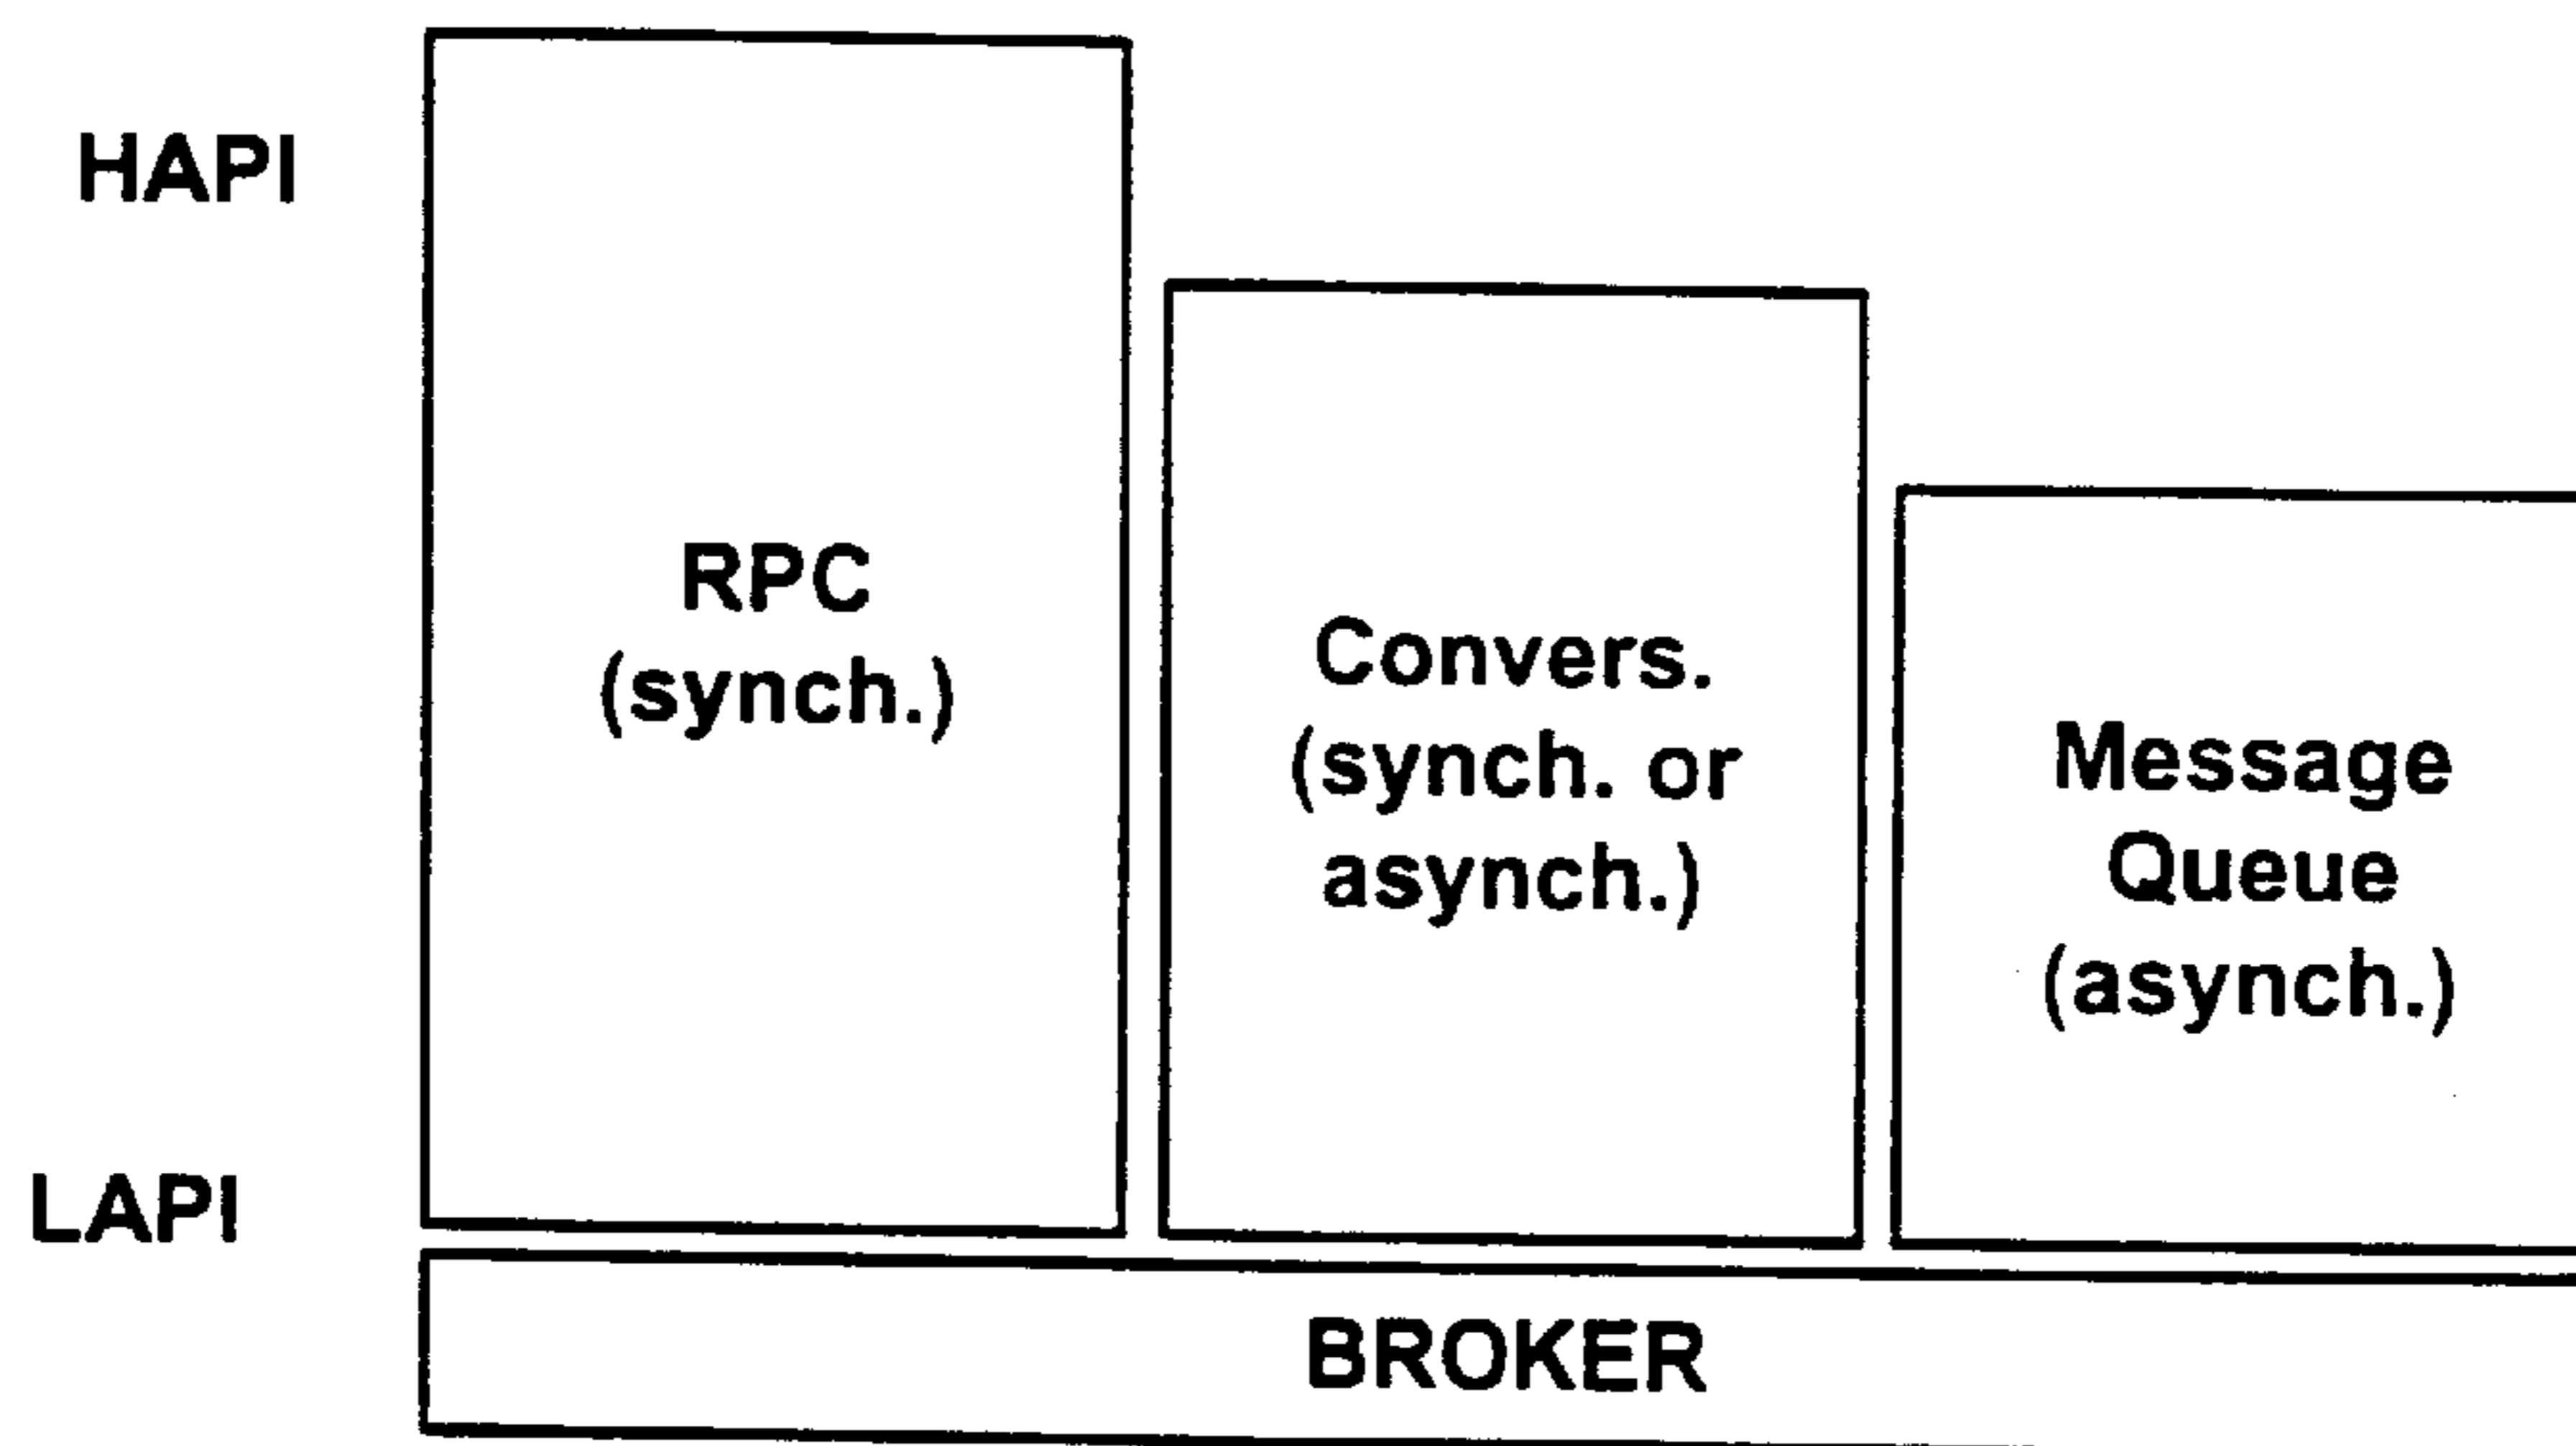 HAPI
RPC
(synch.)
Convers.
(synch. or
asynch.)
Message
Queue
(asynch.)
LAPI
BROKER